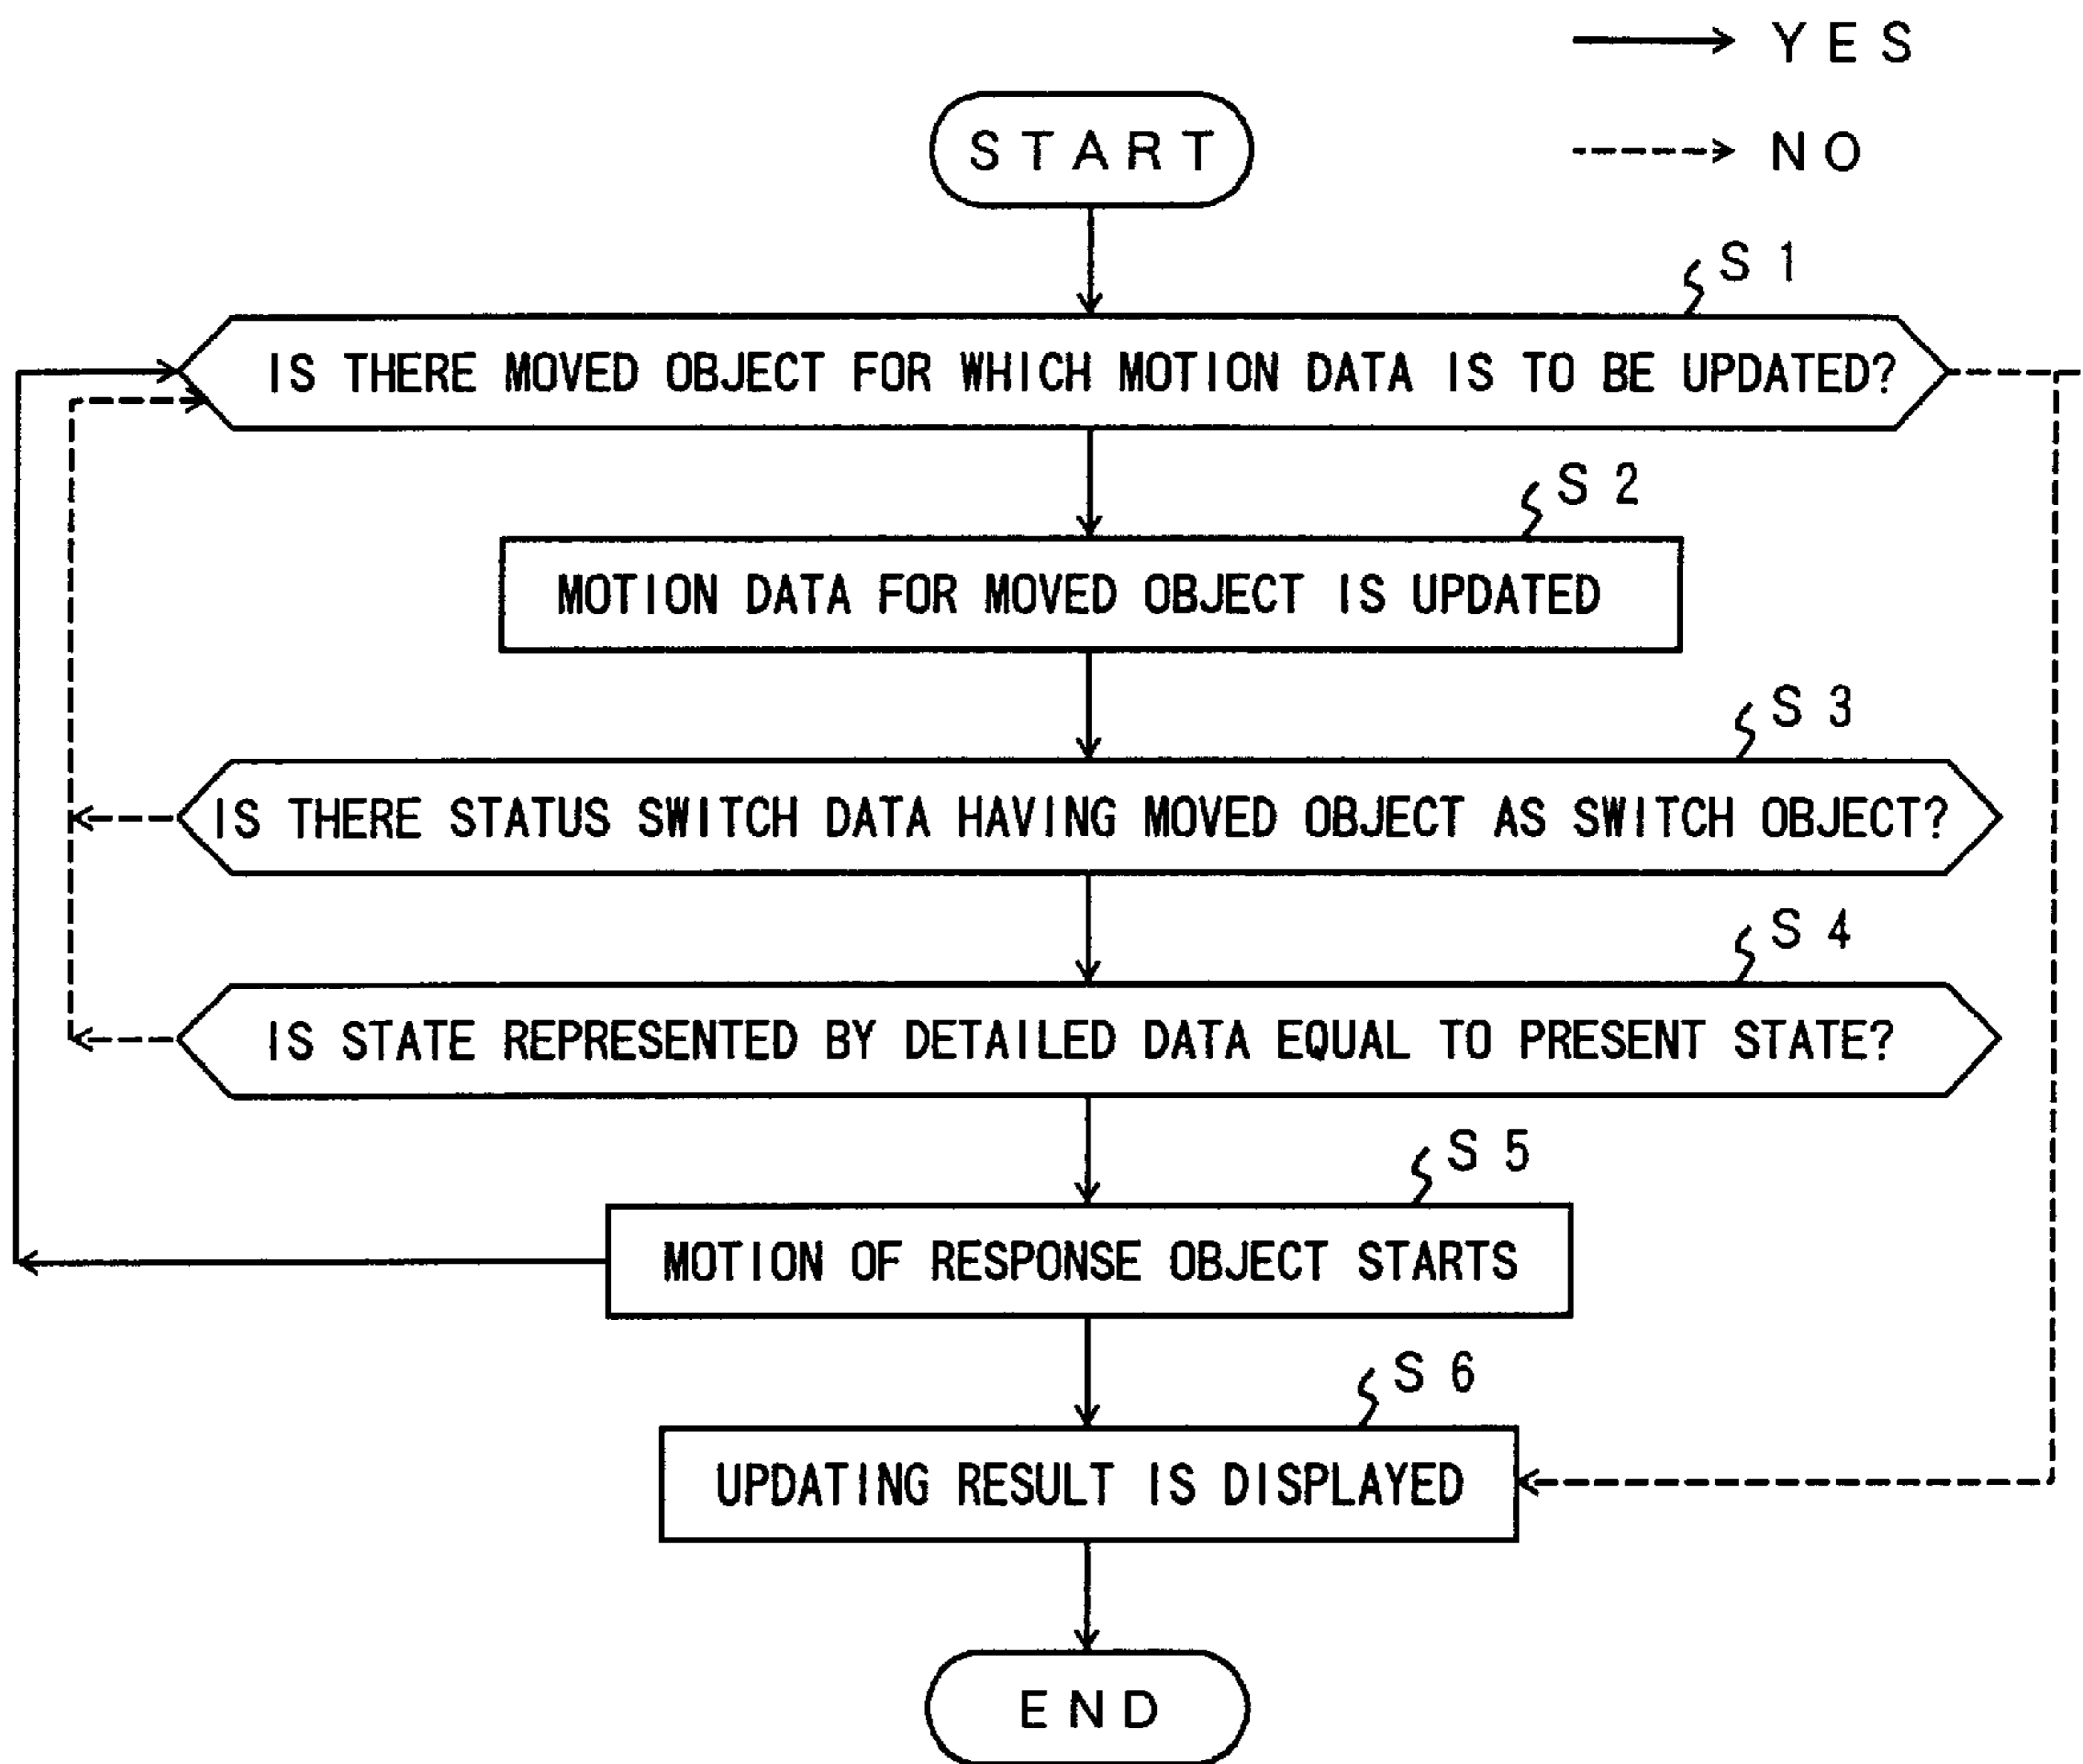 YES
START
NO
S1
IS THERE MOVED OBJECT FOR WHICH MOTION DATA IS TO BE UPDATED?
S2
MOTION DATA FOR MOVED OBJECT IS UPDATED
S3
IS THERE STATUS SWITCH DATA HAVING MOVED OBJECT AS SWITCH OBJECT?
S4
IS STATE REPRESENTED BY DETAILED DATA EQUAL TO PRESENT STATE?
S5
MOTION OF RESPONSE OBJECT STARTS
S6
UPDATING RESULT IS DISPLAYED
END